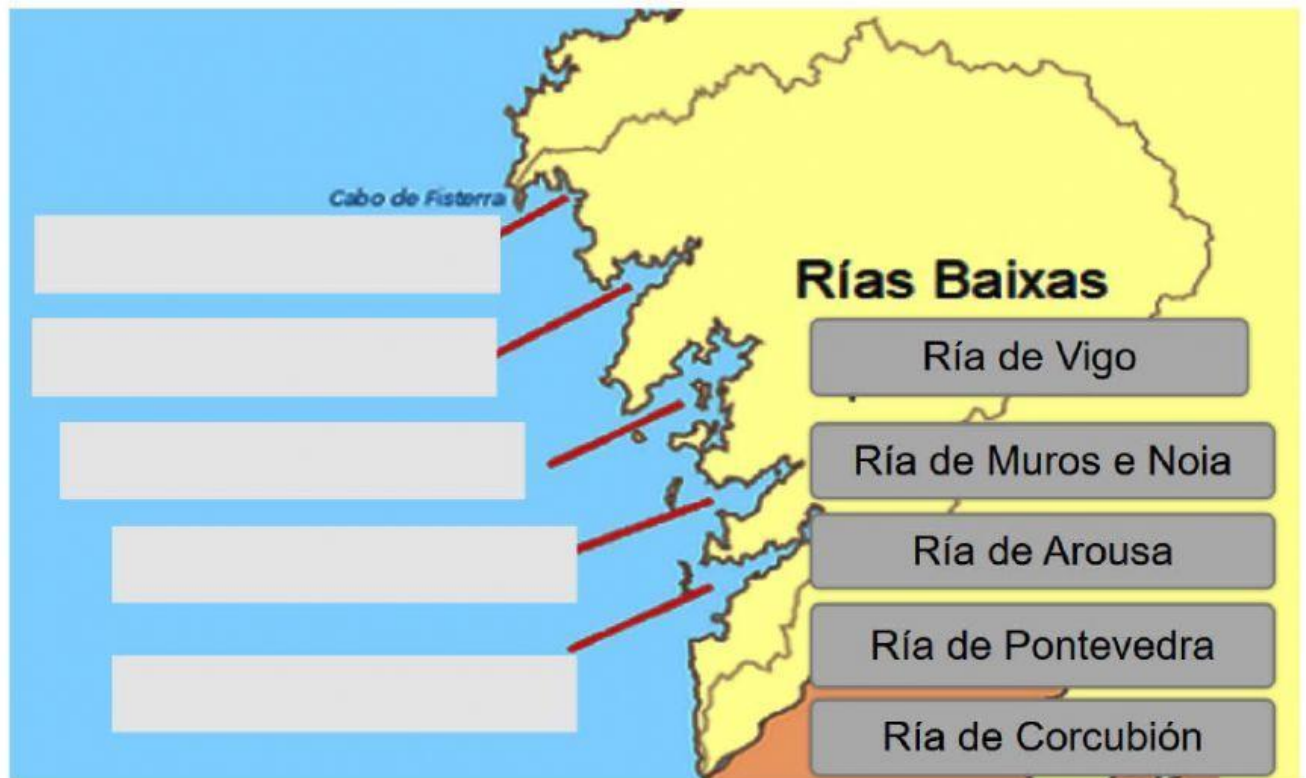 Cabo de Fisterra
Rías Baixas
Ría de Vigo
Ría de Muros e Noia
Ría de Arousa
Ría de Pontevedra
Ría de Corcubión